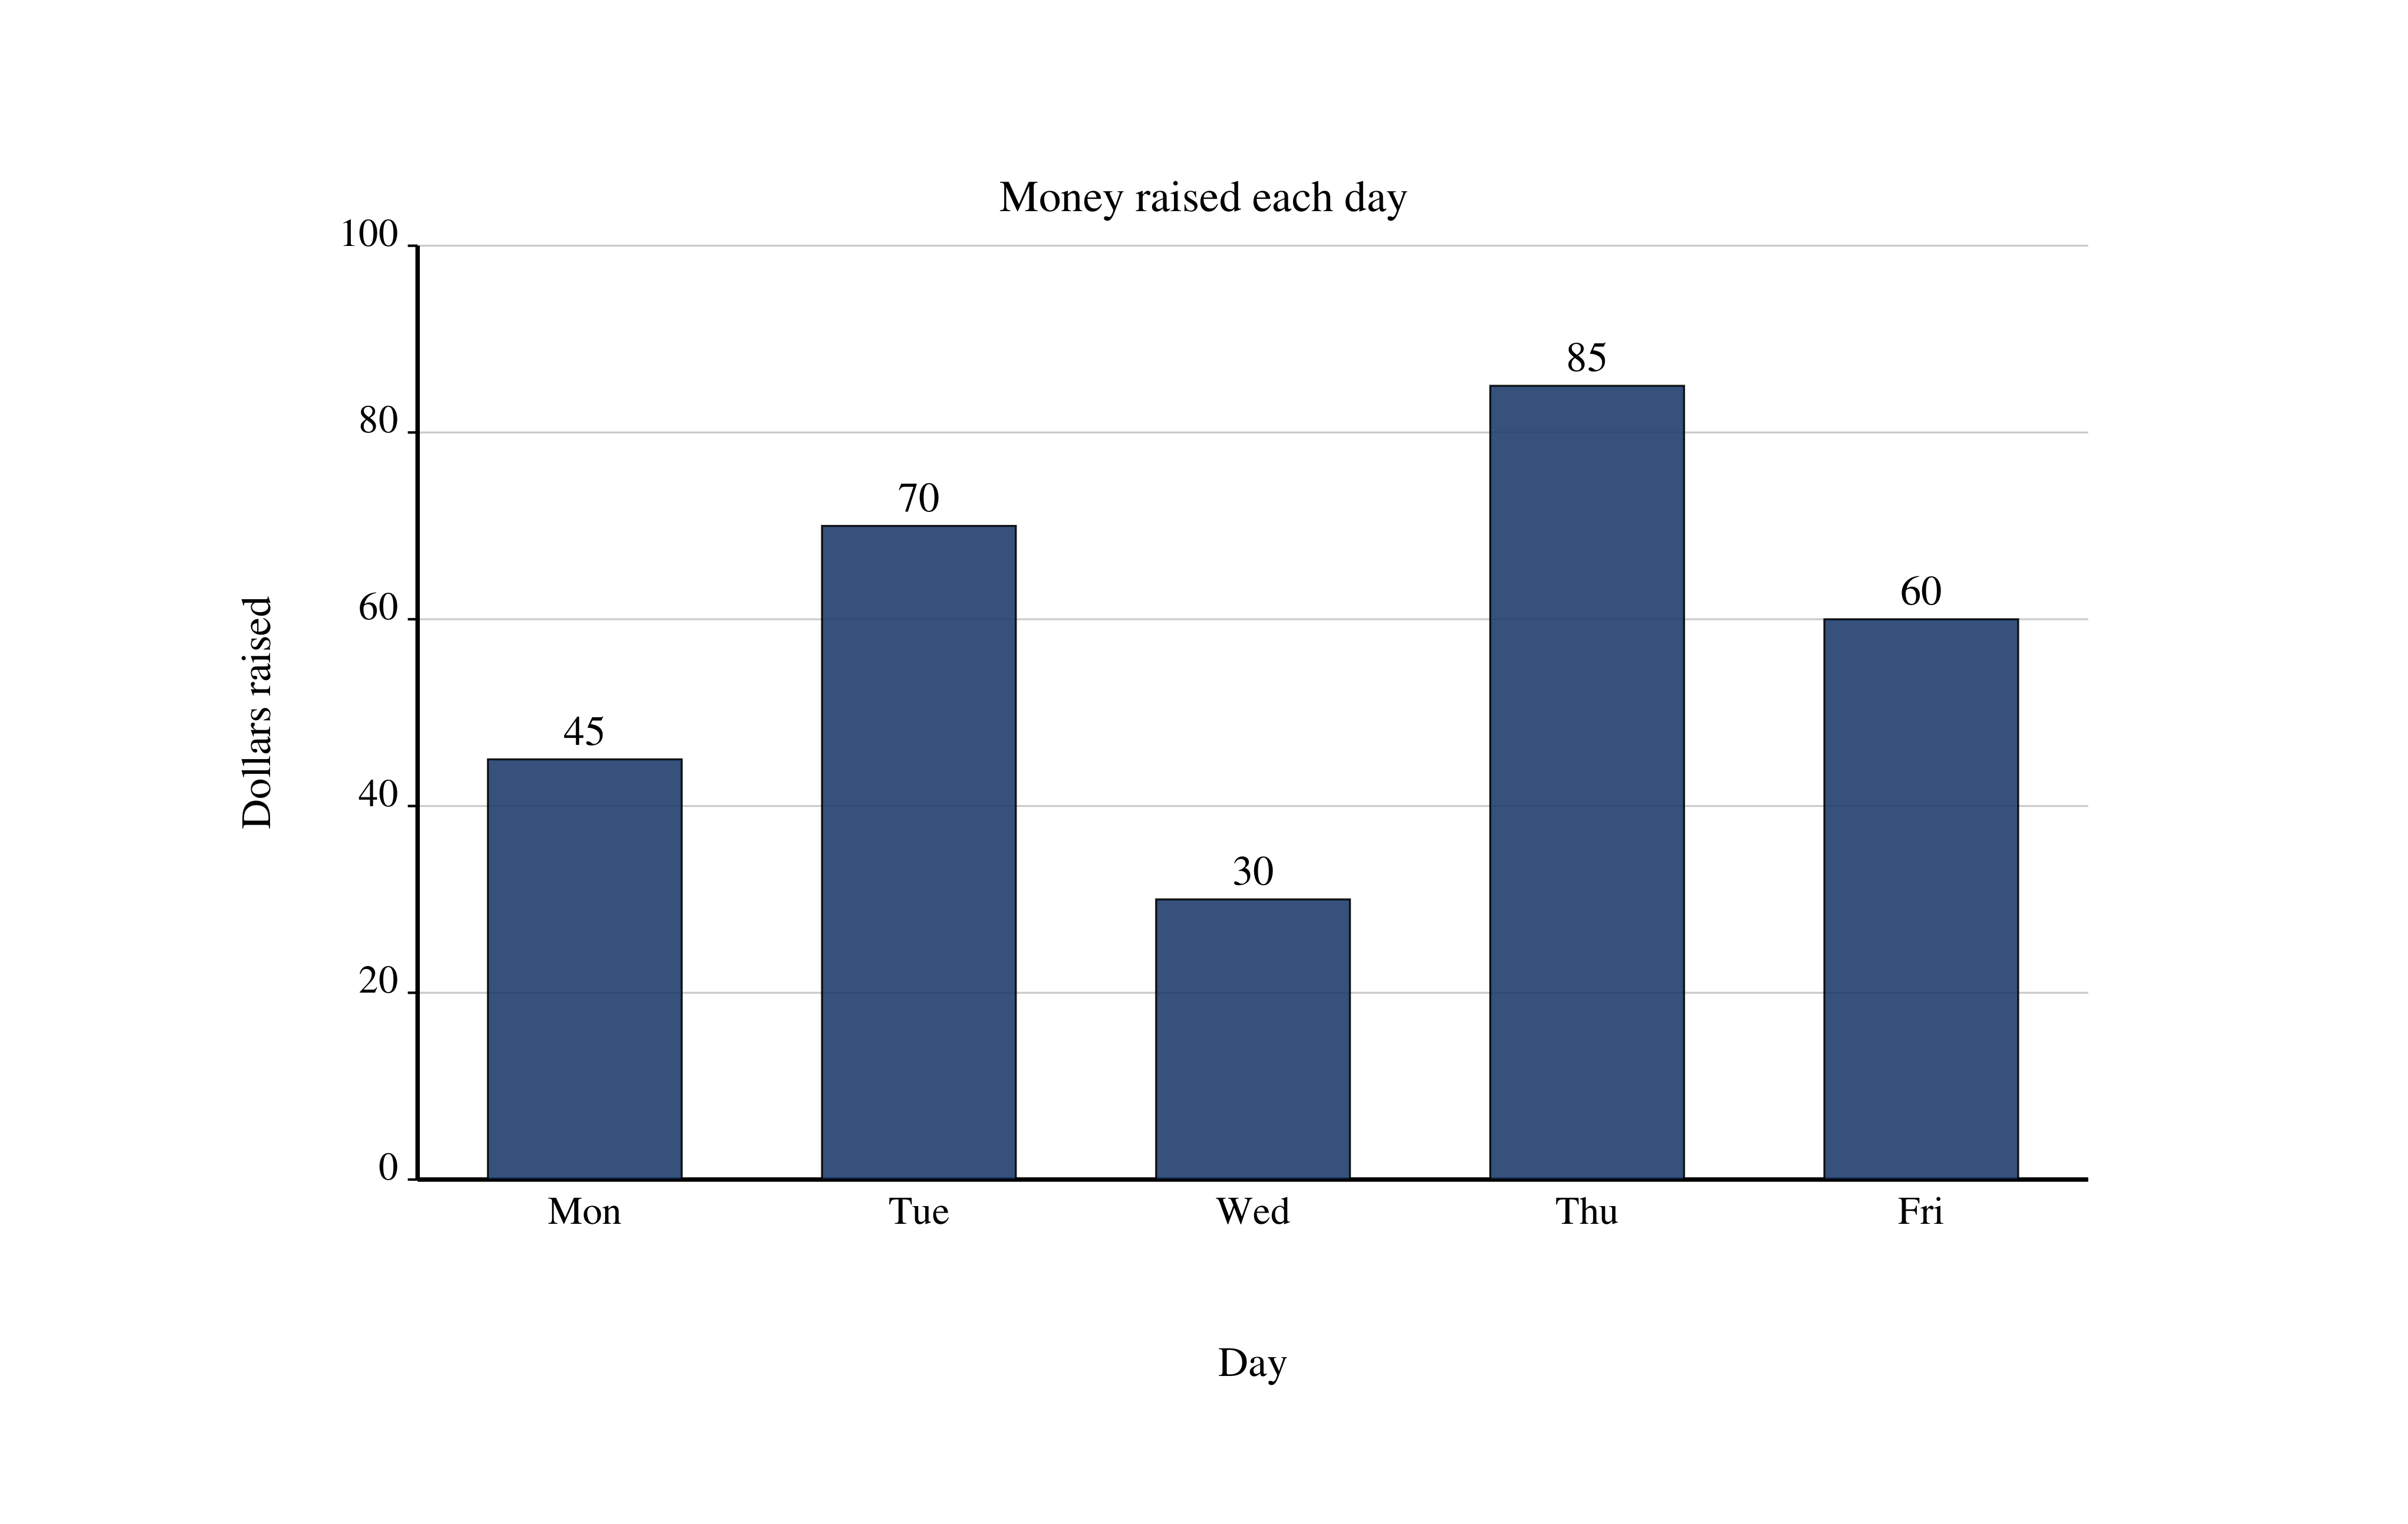 Money raised each day
100
80
60
40
20
0
Dollars raised
45
70
30
85
60
Mon Tue Wed Thu Fri
Day